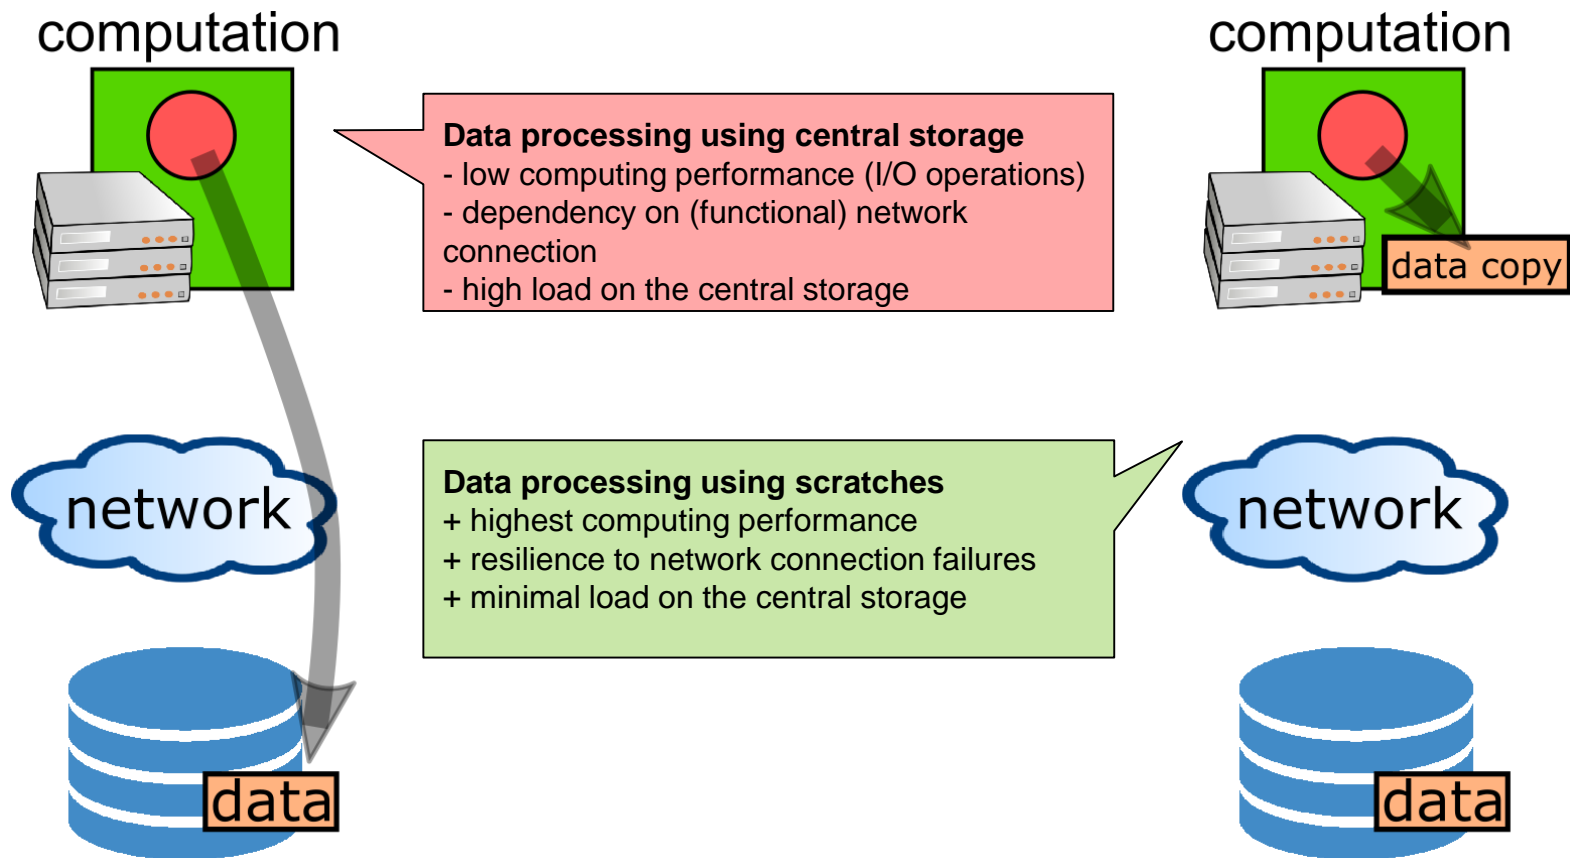 computation
computation
Data processing using central storage
- low computing performance (I/O operations)
- dependency on (functional) network
connection
- high load on the central storage
data copy
network
Data processing using scratches
+ highest computing performance
+ resilience to network connection failures
+ minimal load on the central storage
network
data
data